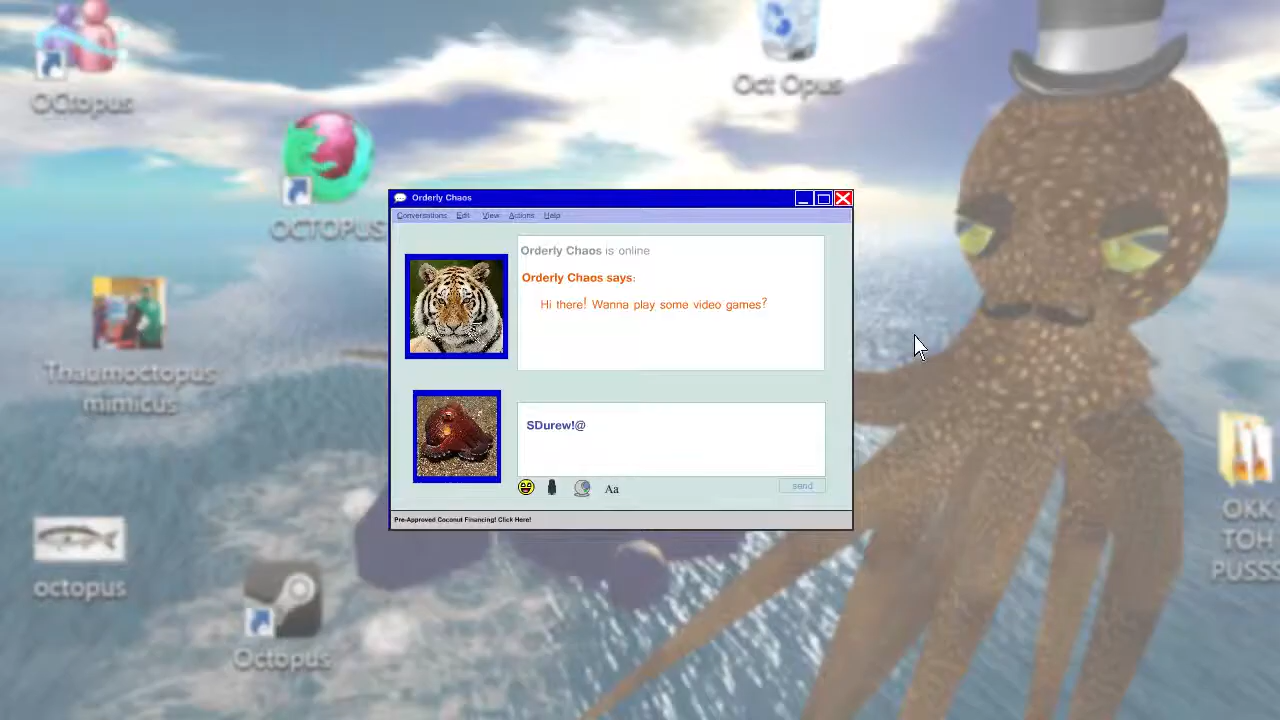 OCtopus
Oct Opus
OCTOPUS
Orderly Chaos
Conversations Edit View Actions Help
Orderly Chaos is online
Orderly Chaos says:
Hi there! Wanna play some video games?
Thaumoctopus
mimicus
SDurew!@
Aa
send
OKK
TOH
PUSSS
Pre-Approved Coconut Financing! Click Here!
octopus
Octopus